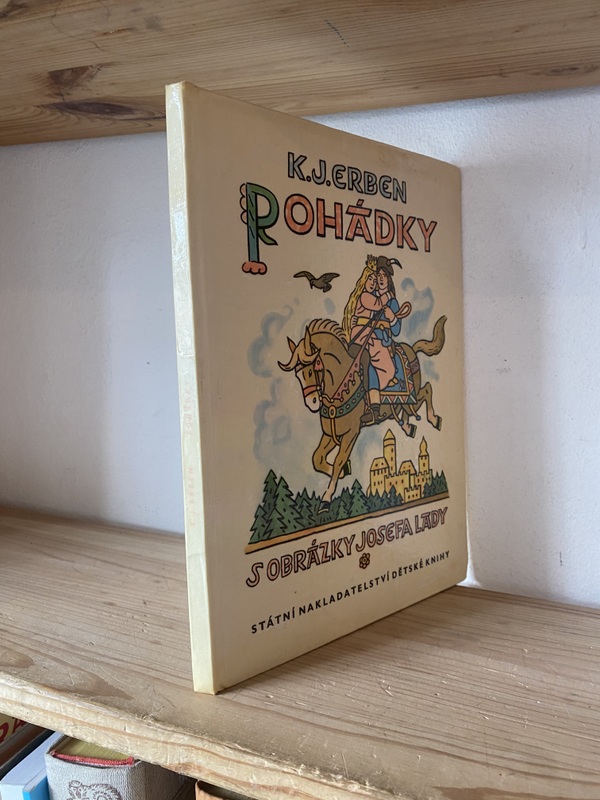 K.J.ERBEN
POHÁDKY
S OBRÁZKY JOSEFA LADY
STÁTNÍ NAKLADATELSTVÍ DĚTSKÉ KNIHY